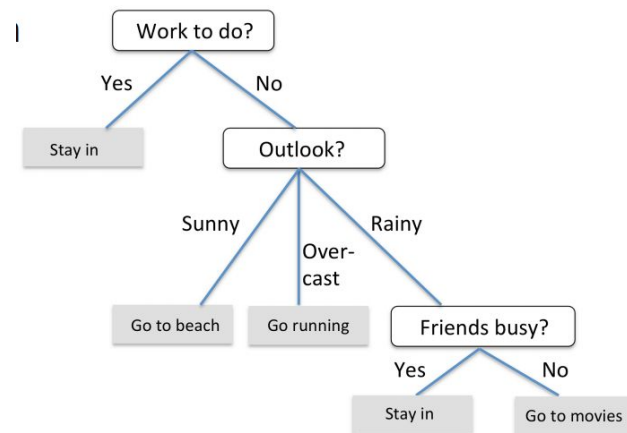 Work to do?
Yes
No
Stay in
Outlook?
Sunny
Over-
cast
Rainy
Go to beach
Go running
Friends busy?
Yes
No
Stay in
Go to movies